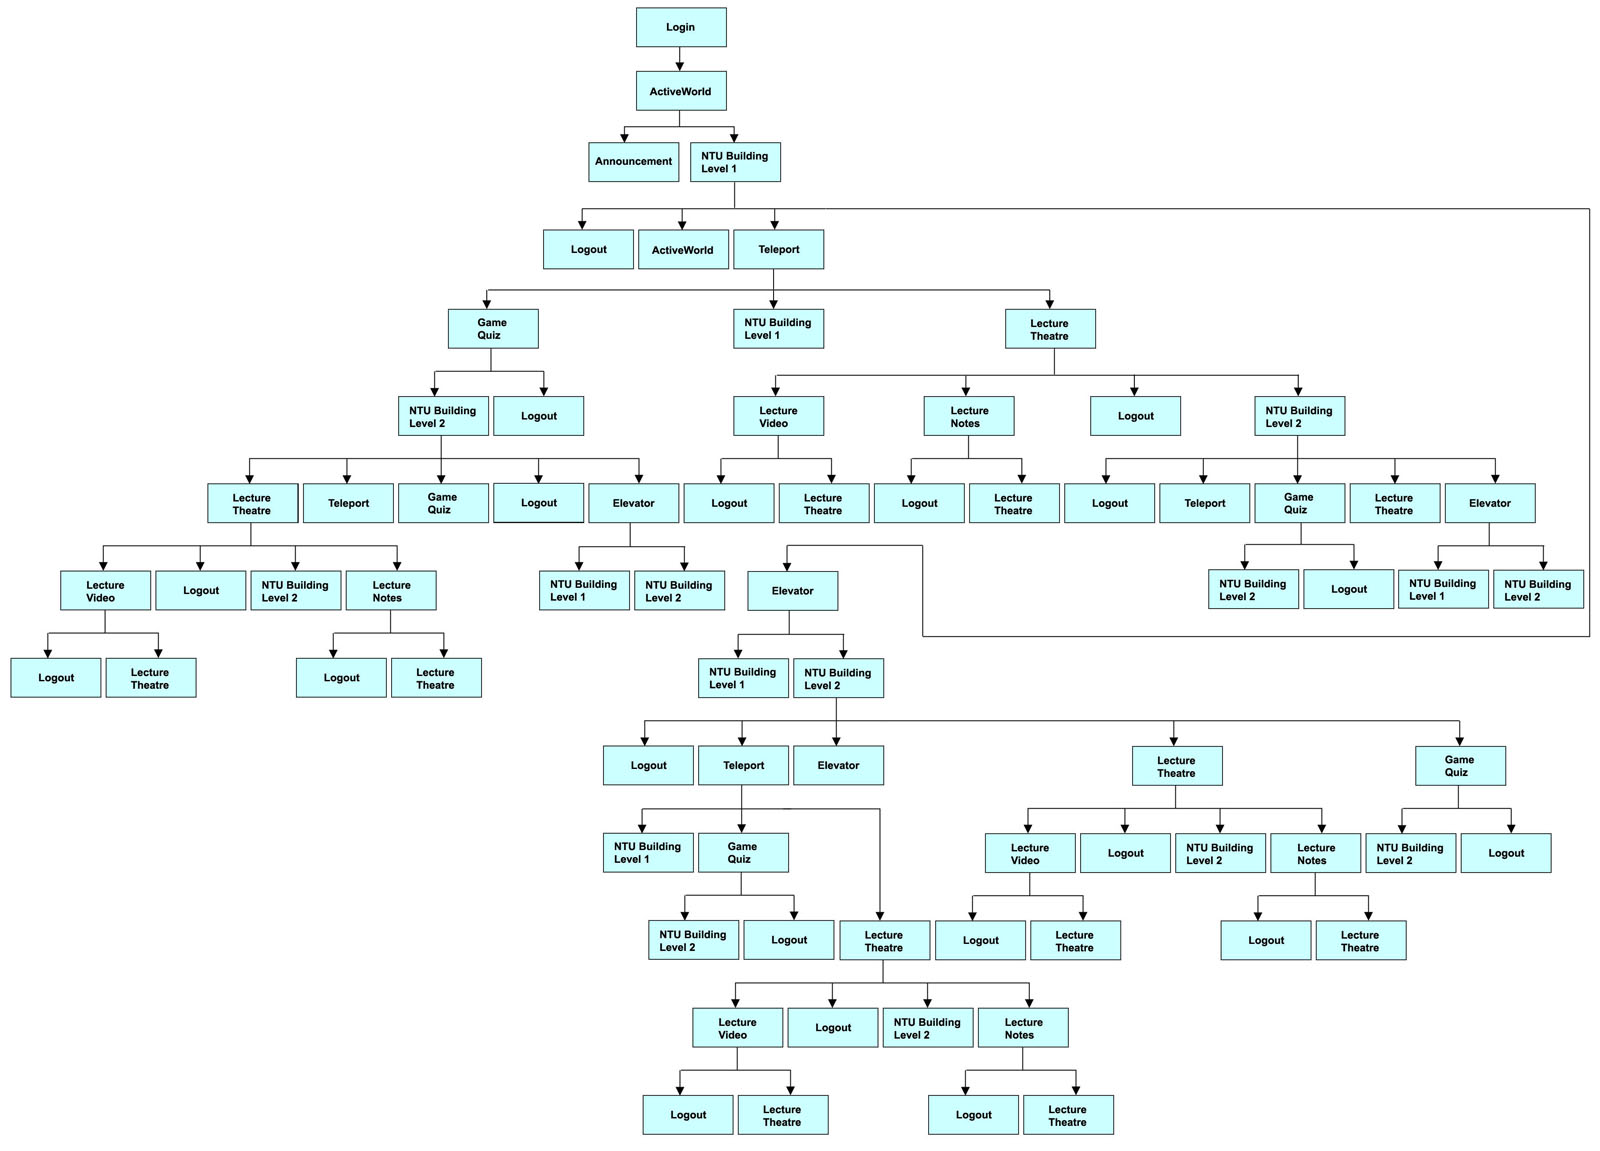 Login
ActiveWorld
Announcement
NTU Building
Level 1
Logout
ActiveWorld
Teleport
Game
Quiz
NTU Building
Level 1
Lecture
Theatre
NTU Building
Level 2
Logout
Lecture
Video
Lecture
Notes
Logout
NTU Building
Level 2
Lecture
Theatre
Teleport
Game
Quiz
Logout
Elevator
Logout
Lecture
Theatre
Logout
Lecture
Theatre
Logout
Teleport
Game
Quiz
Lecture
Theatre
Elevator
Lecture
Video
Logout
NTU Building
Level 2
Lecture
Notes
NTU Building
Level 1
NTU Building
Level 2
Elevator
NTU Building
Level 2
Logout
NTU Building
Level 1
NTU Building
Level 2
Logout
Lecture
Theatre
Logout
Lecture
Theatre
NTU Building
Level 1
NTU Building
Level 2
Logout
Teleport
Elevator
Lecture
Theatre
Game
Quiz
NTU Building
Level 1
Game
Quiz
Lecture
Video
Logout
NTU Building
Level 2
Lecture
Notes
NTU Building
Level 2
Logout
NTU Building
Level 2
Logout
Lecture
Theatre
Logout
Lecture
Theatre
Logout
Lecture
Theatre
Lecture
Video
Logout
NTU Building
Level 2
Lecture
Notes
Logout
Lecture
Theatre
Logout
Lecture
Theatre